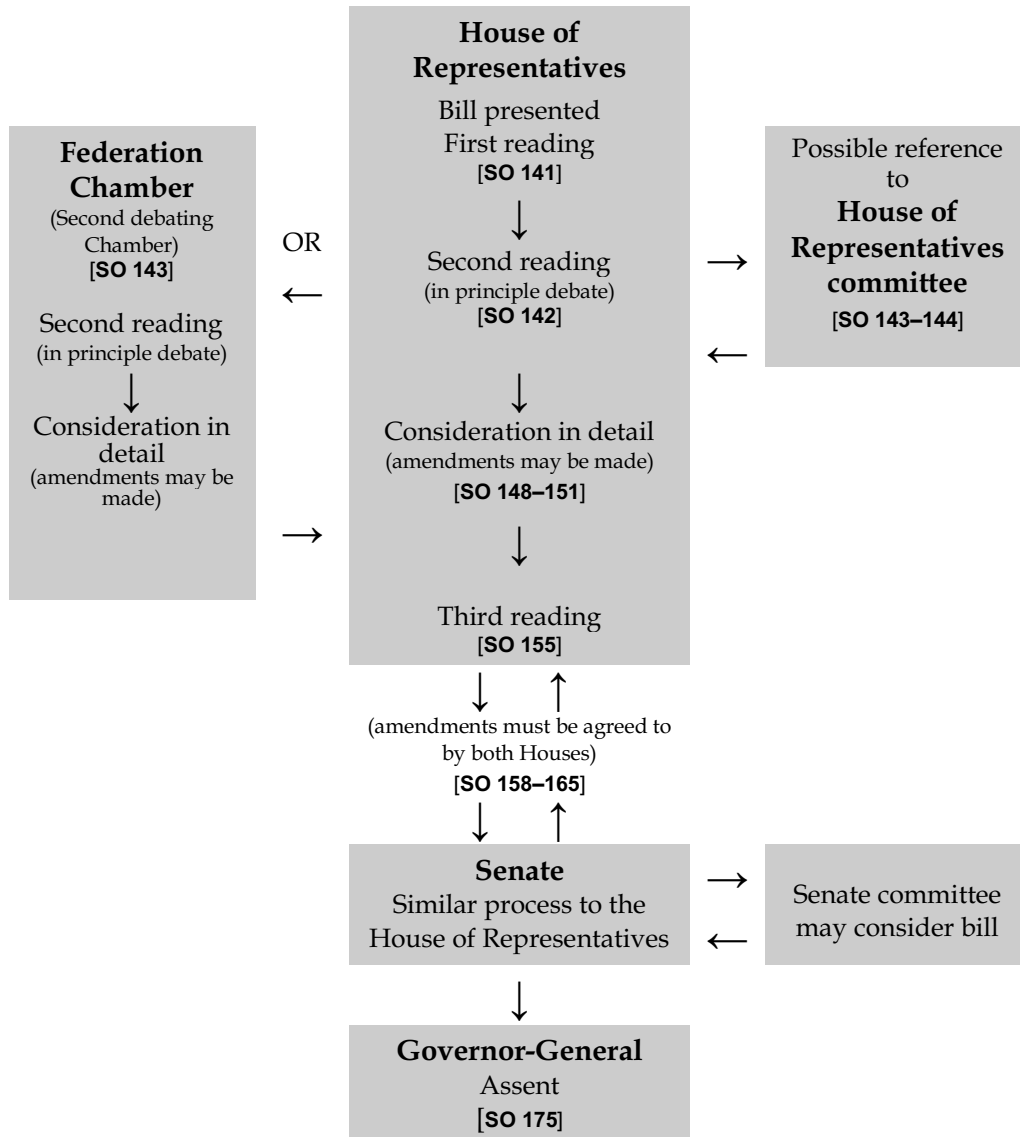 House of
Representatives
Bill presented
First reading
[SO 141]
Second reading
(in principle debate)
[SO 142]
Consideration in detail
(amendments may be made)
[SO 148–151]
Third reading
[SO 155]
Federation
Chamber
(Second debating
Chamber)
[SO 143]
Second reading
(in principle debate)
Consideration in
detail
(amendments may be
made)
OR
Possible reference
to
House of
Representatives
committee
[SO 143–144]
(amendments must be agreed to
by both Houses)
[SO 158–165]
Senate
Similar process to the
House of Representatives
Senate committee
may consider bill
Governor-General
Assent
[SO 175]